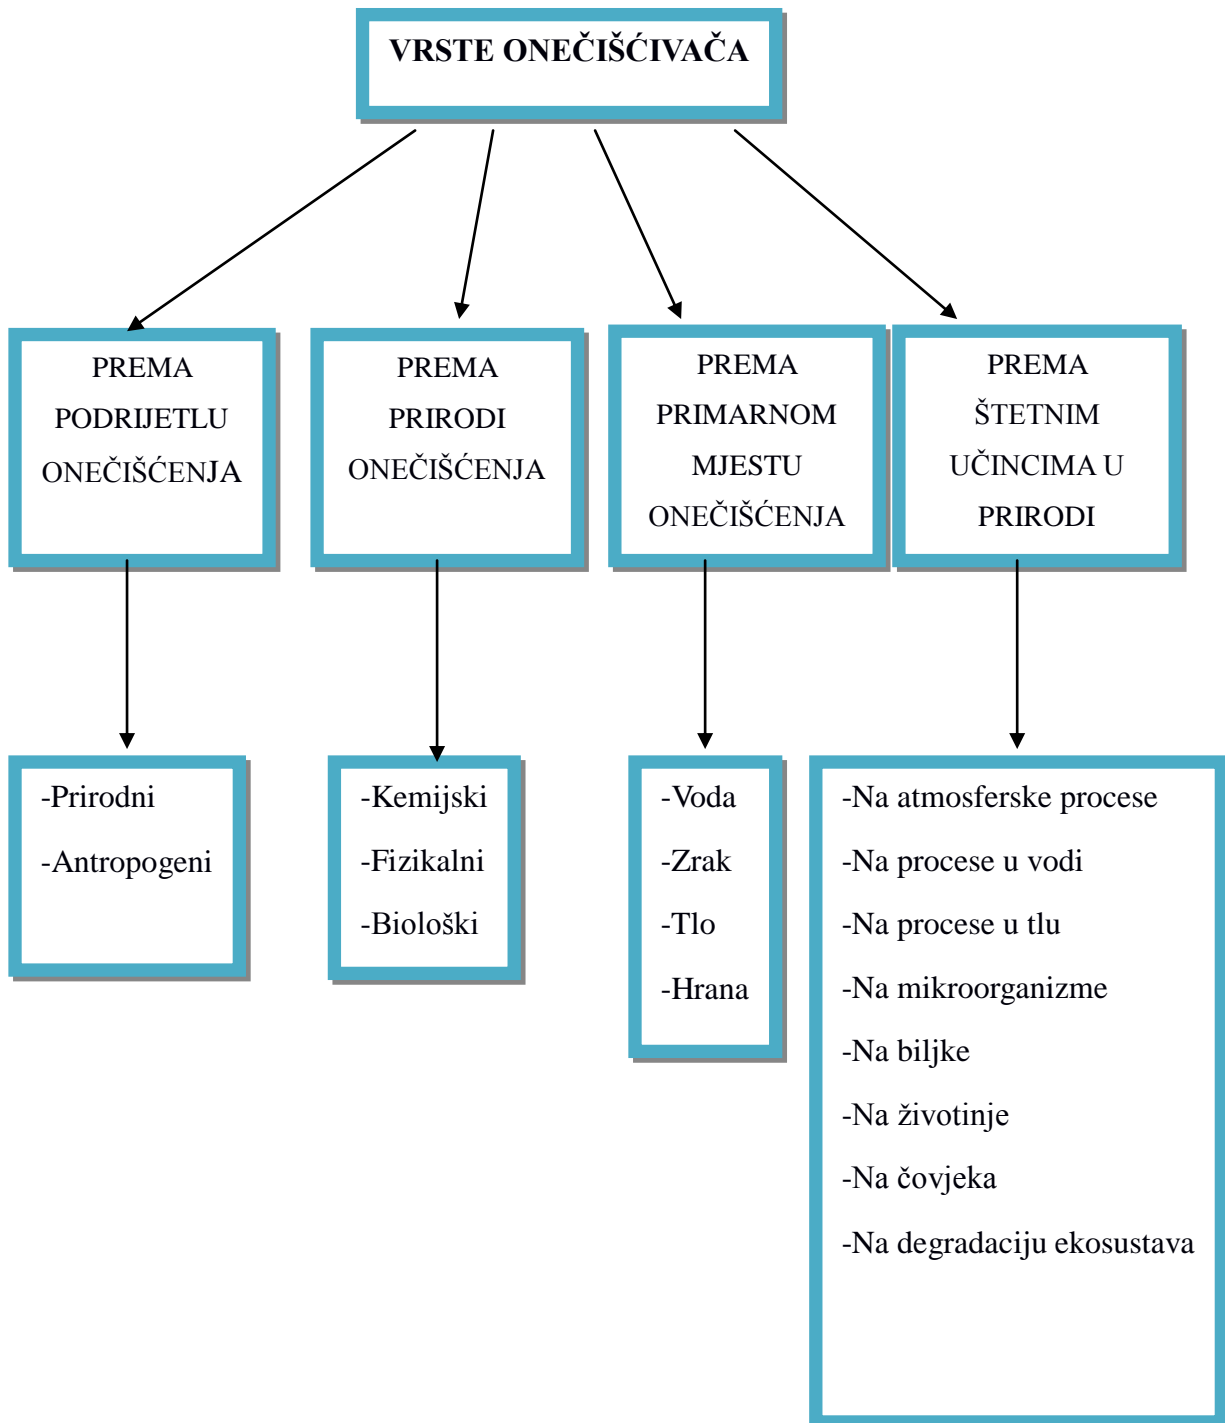 VRSTE ONEČIŠĆIVAČA
PREMA
PODRIJETLU
ONEČIŠĆENJA
PREMA
PRIRODI
ONEČIŠĆENJA
PREMA
PRIMARNOM
MJESTU
ONEČIŠĆENJA
PREMA
ŠTETNIM
UČINCIMA U
PRIRODI
-Prirodni
-Antropogeni
-Kemijski
-Fizikalni
-Biološki
-Voda
-Zrak
-Tlo
-Hrana
-Na atmosferske procese
-Na procese u vodi
-Na procese u tlu
-Na mikroorganizme
-Na biljke
-Na životinje
-Na čovjeka
-Na degradaciju ekosustava